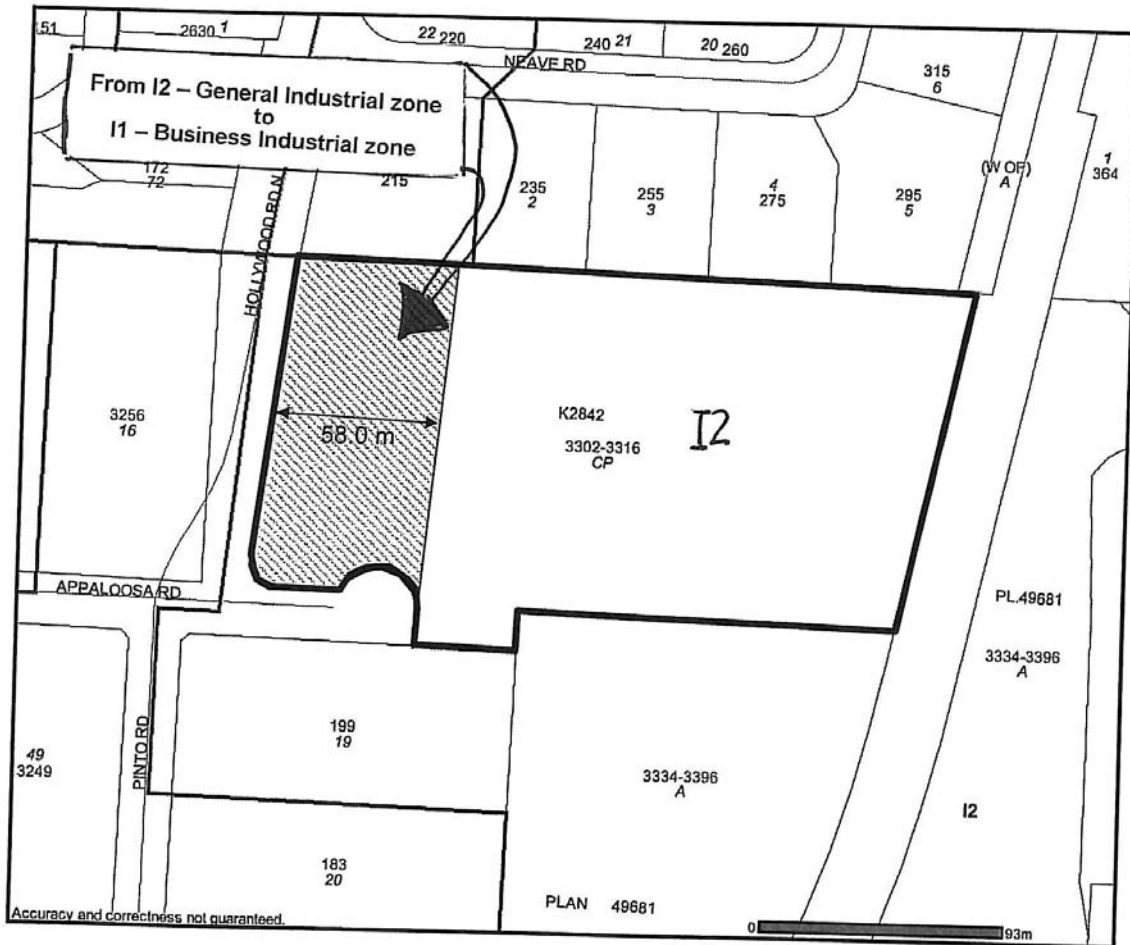 151
2630 1
22 220
240 21
20 260
NEAVE RD
315
6
From I2 – General Industrial zone
to
I1 – Business Industrial zone
172
72
215
235
2
255
3
4
275
295
5
(W OF)
A
1
364
HOLLYWOOD RD N
3256
16
58.0 m
K2842
3302-3316
CP
I2
APPALOOSA RD
PL.49681
3334-3396
A
PINTO RD
199
19
49
3249
3334-3396
A
I2
183
20
PLAN 49681
Accuracy and correctness not guaranteed.
0
93m